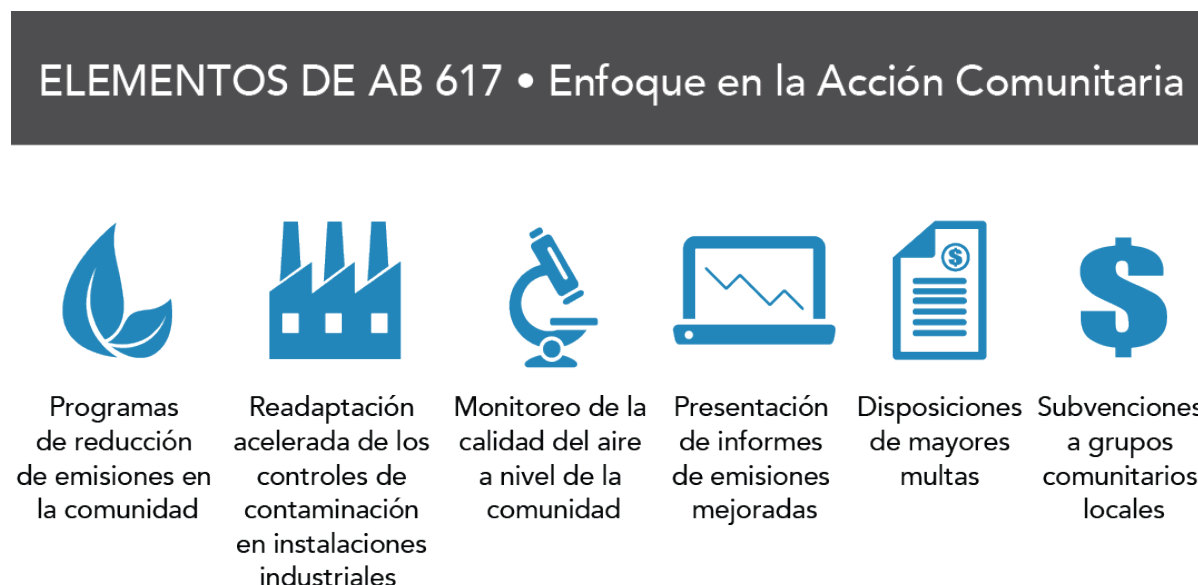 ELEMENTOS DE AB 617 • Enfoque en la Acción Comunitaria
$
$
Programas
de reducción
de emisiones en
la comunidad
Readaptación
acelerada de los
controles de
contaminación
en instalaciones
industriales
Monitoreo de la
calidad del aire
a nivel de la
comunidad
Presentación
de informes
de emisiones
mejoradas
Disposiciones
de mayores
multas
Subvenciones
a grupos
comunitarios
locales